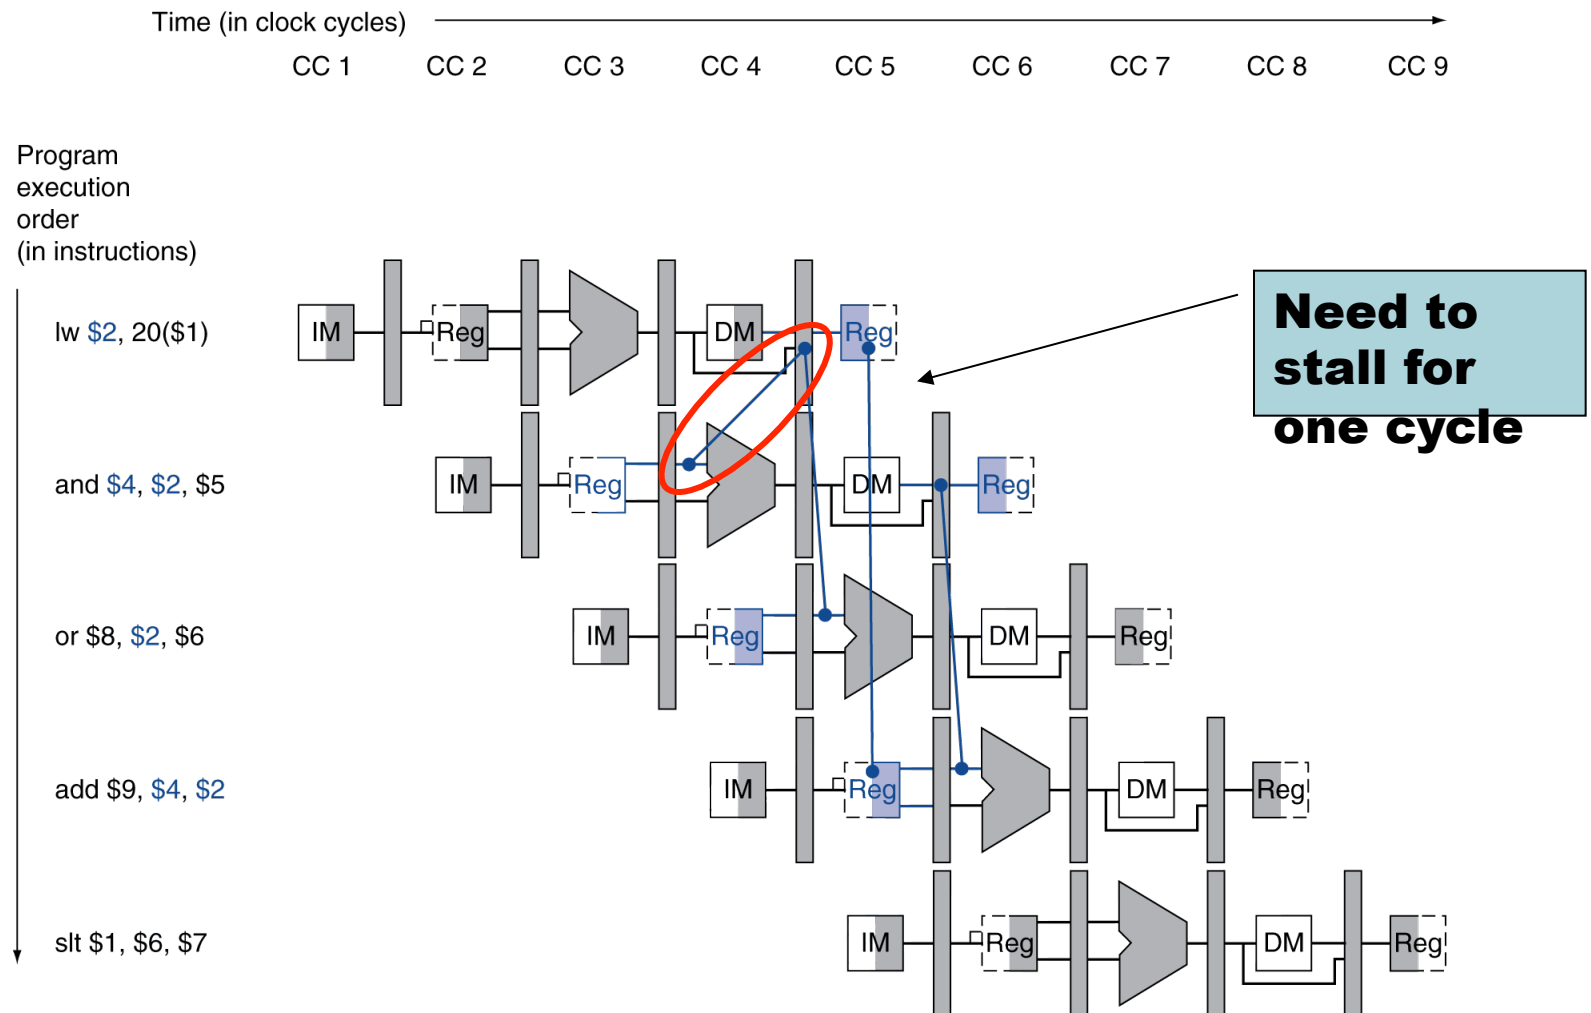 Time (in clock cycles)
CC 1 CC 2 CC 3 CC 4 CC 5 CC 6 CC 7 CC 8 CC 9
Program
execution
order
(in instructions)
lw $2, 20($1) IM Reg DM Reg
Need to
stall for
one cycle
and $4, $2, $5 IM Reg DM Reg
or $8, $2, $6 IM Reg DM Reg
add $9, $4, $2 IM Reg DM Reg
slt $1, $6, $7 IM Reg DM Reg